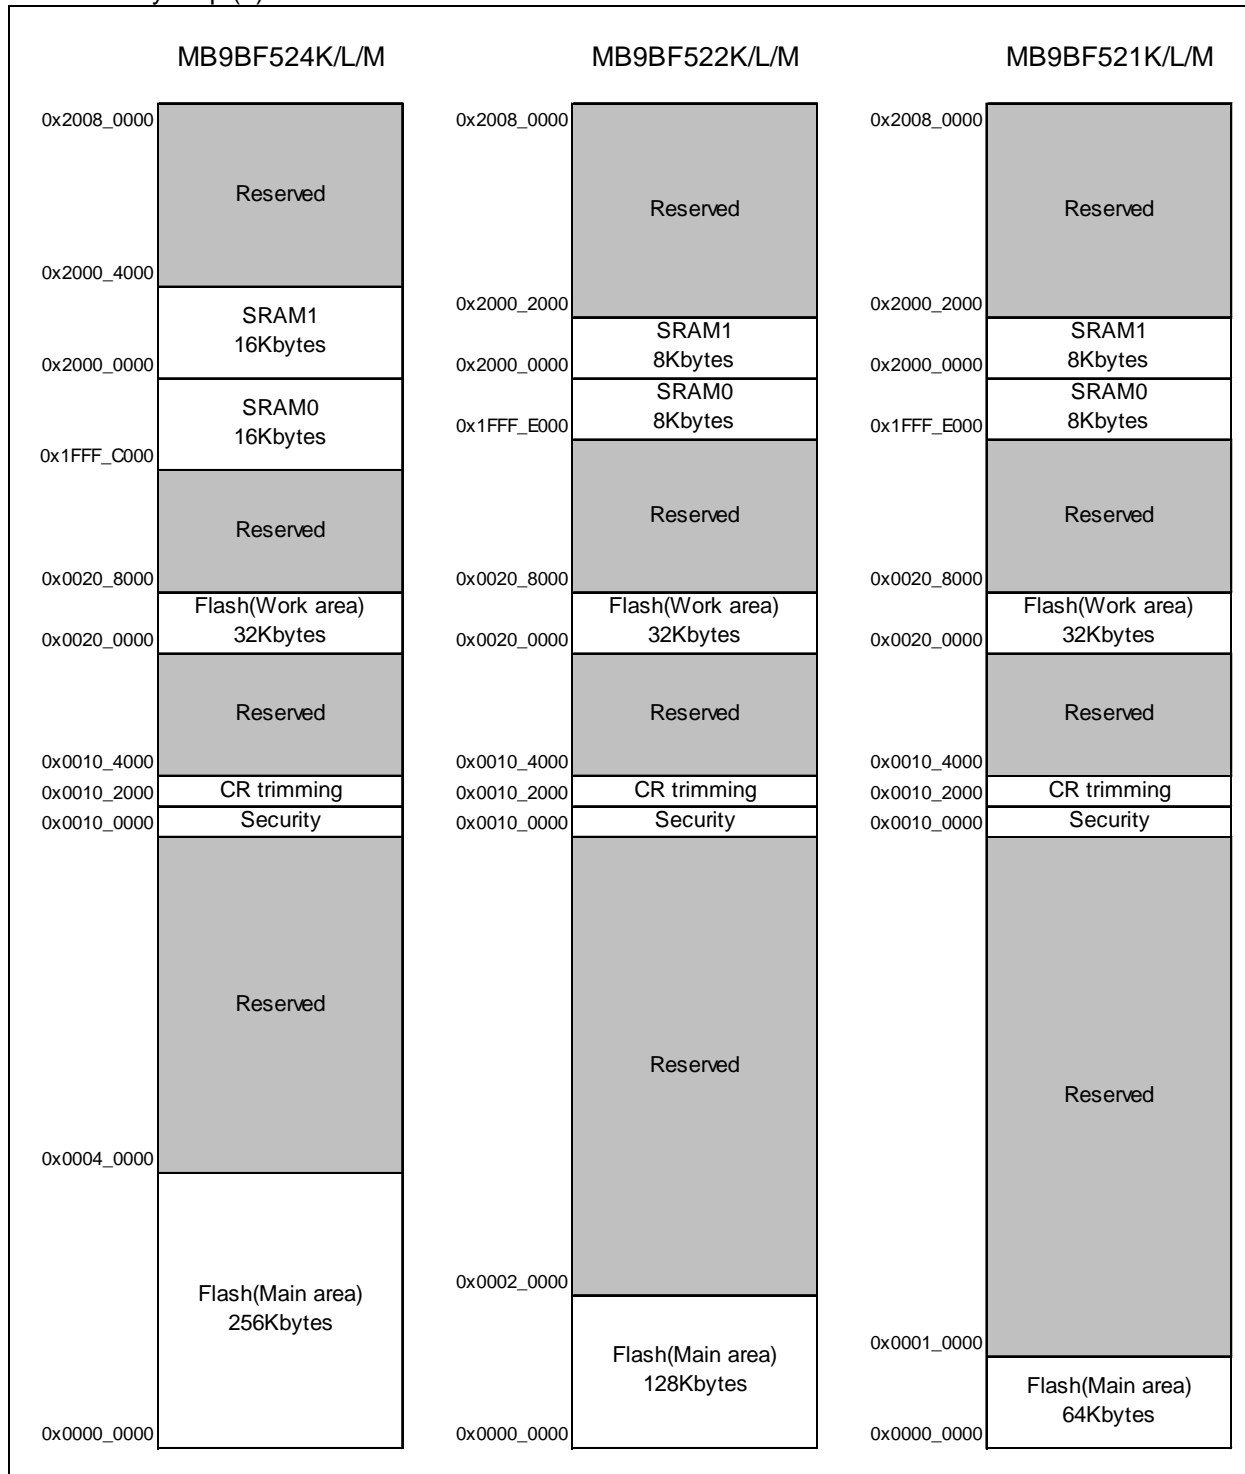 MB9BF524K/L/M
0x2008_0000
Reserved
0x2000_4000
SRAM1
16Kbytes
0x2000_0000
SRAM0
16Kbytes
0x1FFF_C000
Reserved
0x0020_8000
Flash(Work area)
32Kbytes
0x0020_0000
Reserved
0x0010_4000
CR trimming
0x0010_2000
Security
0x0010_0000
Reserved
0x0004_0000
Flash(Main area)
256Kbytes
0x0000_0000
MB9BF522K/L/M
0x2008_0000
Reserved
0x2000_2000
SRAM1
8Kbytes
0x2000_0000
SRAM0
8Kbytes
0x1FFF_E000
Reserved
0x0020_8000
Flash(Work area)
32Kbytes
0x0020_0000
Reserved
0x0010_4000
CR trimming
0x0010_2000
Security
0x0010_0000
Reserved
0x0002_0000
Flash(Main area)
128Kbytes
0x0000_0000
MB9BF521K/L/M
0x2008_0000
Reserved
0x2000_2000
SRAM1
8Kbytes
0x2000_0000
SRAM0
8Kbytes
0x1FFF_E000
Reserved
0x0020_8000
Flash(Work area)
32Kbytes
0x0020_0000
Reserved
0x0010_4000
CR trimming
0x0010_2000
Security
0x0010_0000
Reserved
0x0001_0000
Flash(Main area)
64Kbytes
0x0000_0000